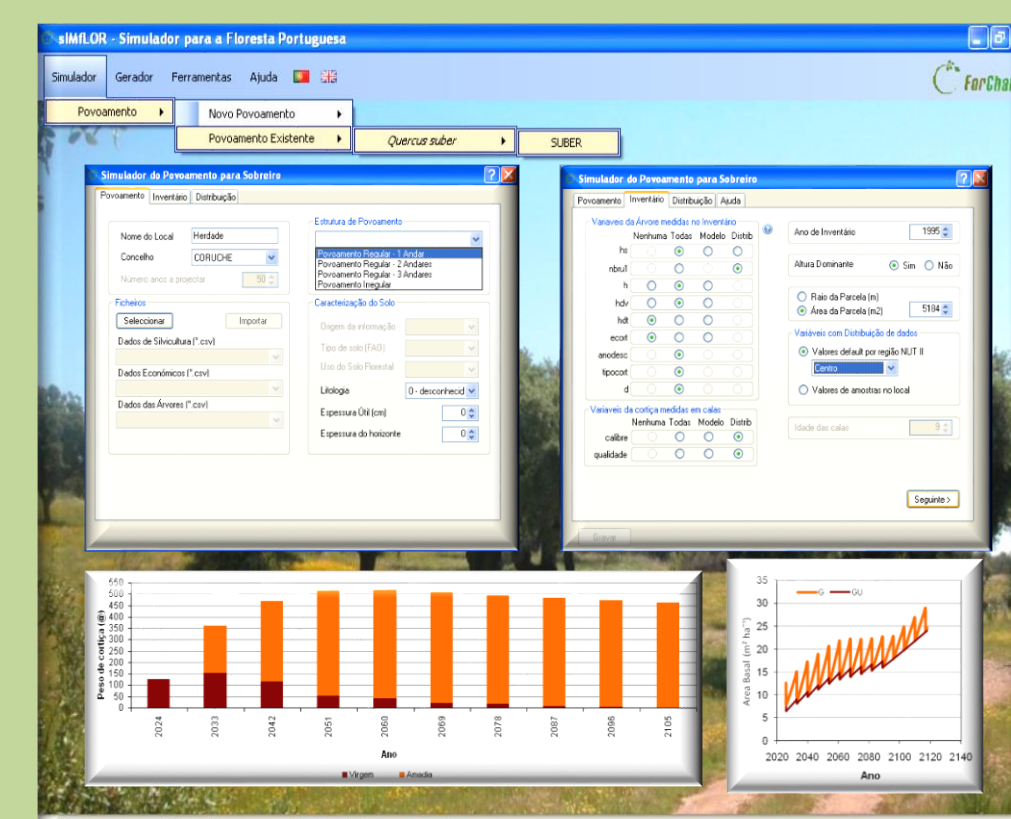 sIMfLOR - Simulador para a Floresta Portuguesa
Simulador Gerador Ferramentas Ajuda
ForChan
Povoamento
Novo Povoamento
Povoamento Existente
Quercus suber
SUBER
Simulador do Povoamento para Sobreiro
Povoamento Inventário Distribuição
Nome do Local Herdade
Concelho CORUCHE
Número anos a projectar 50
Ficheiros
Seleccionar Importar
Dados de Silvicultura (*.csv)
Dados Económicos (*.csv)
Dados das Árvores (*.csv)
Estrutura de Povoamento
Povoamento Regular - 1 Andar
Povoamento Regular - 2 Andares
Povoamento Regular - 3 Andares
Povoamento Irregular
Caracterização do Solo
Origem da informação
Tipo de solo (FAO)
Uso do Solo Florestal
Litologia 0 - desconhecid
Espessura Útil (cm) 0
Espessura do horizonte 0
Simulador do Povoamento para Sobreiro
Povoamento Inventário Distribuição Ajuda
Variaveis da Árvore medidas no Inventário
Nenhuma Todas Modelo Distrib
hs
nbru1
h
hdv
hdt
ecort
anodesc
tipocort
d
Variaveis da cortiça medidas em calas
Nenhuma Todas Modelo Distrib
calibre
qualidade
Ano de Inventário 1995
Altura Dominante Sim Não
Raio da Parcela (m)
Área da Parcela (m2) 5184
Variáveis com Distribuição de dados
Valores default por região NUT II
Centro
Valores de amostras no local
Idade das calas 9
Seguinte >
Gravar
Peso de cortiça (@)
550
500
450
400
350
300
250
200
150
100
50
0
2024 2033 2042 2051 2060 2069 2078 2087 2096 2105
Ano
Virgem Amadia
Area Basal (m² ha⁻¹)
G GU
35
30
25
20
15
10
5
0
2020 2040 2060 2080 2100 2120 2140
Ano